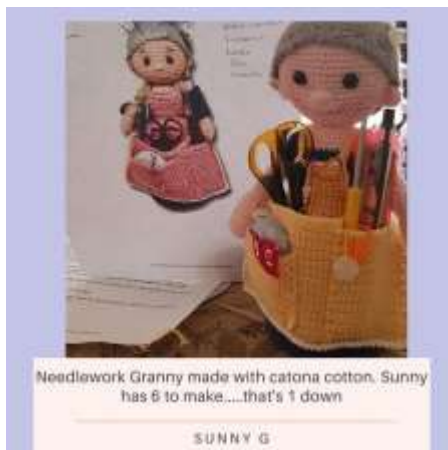 Needlework Granny made with catona cotton. Sunny
has 6 to make.....that's 1 down
SUNNY G